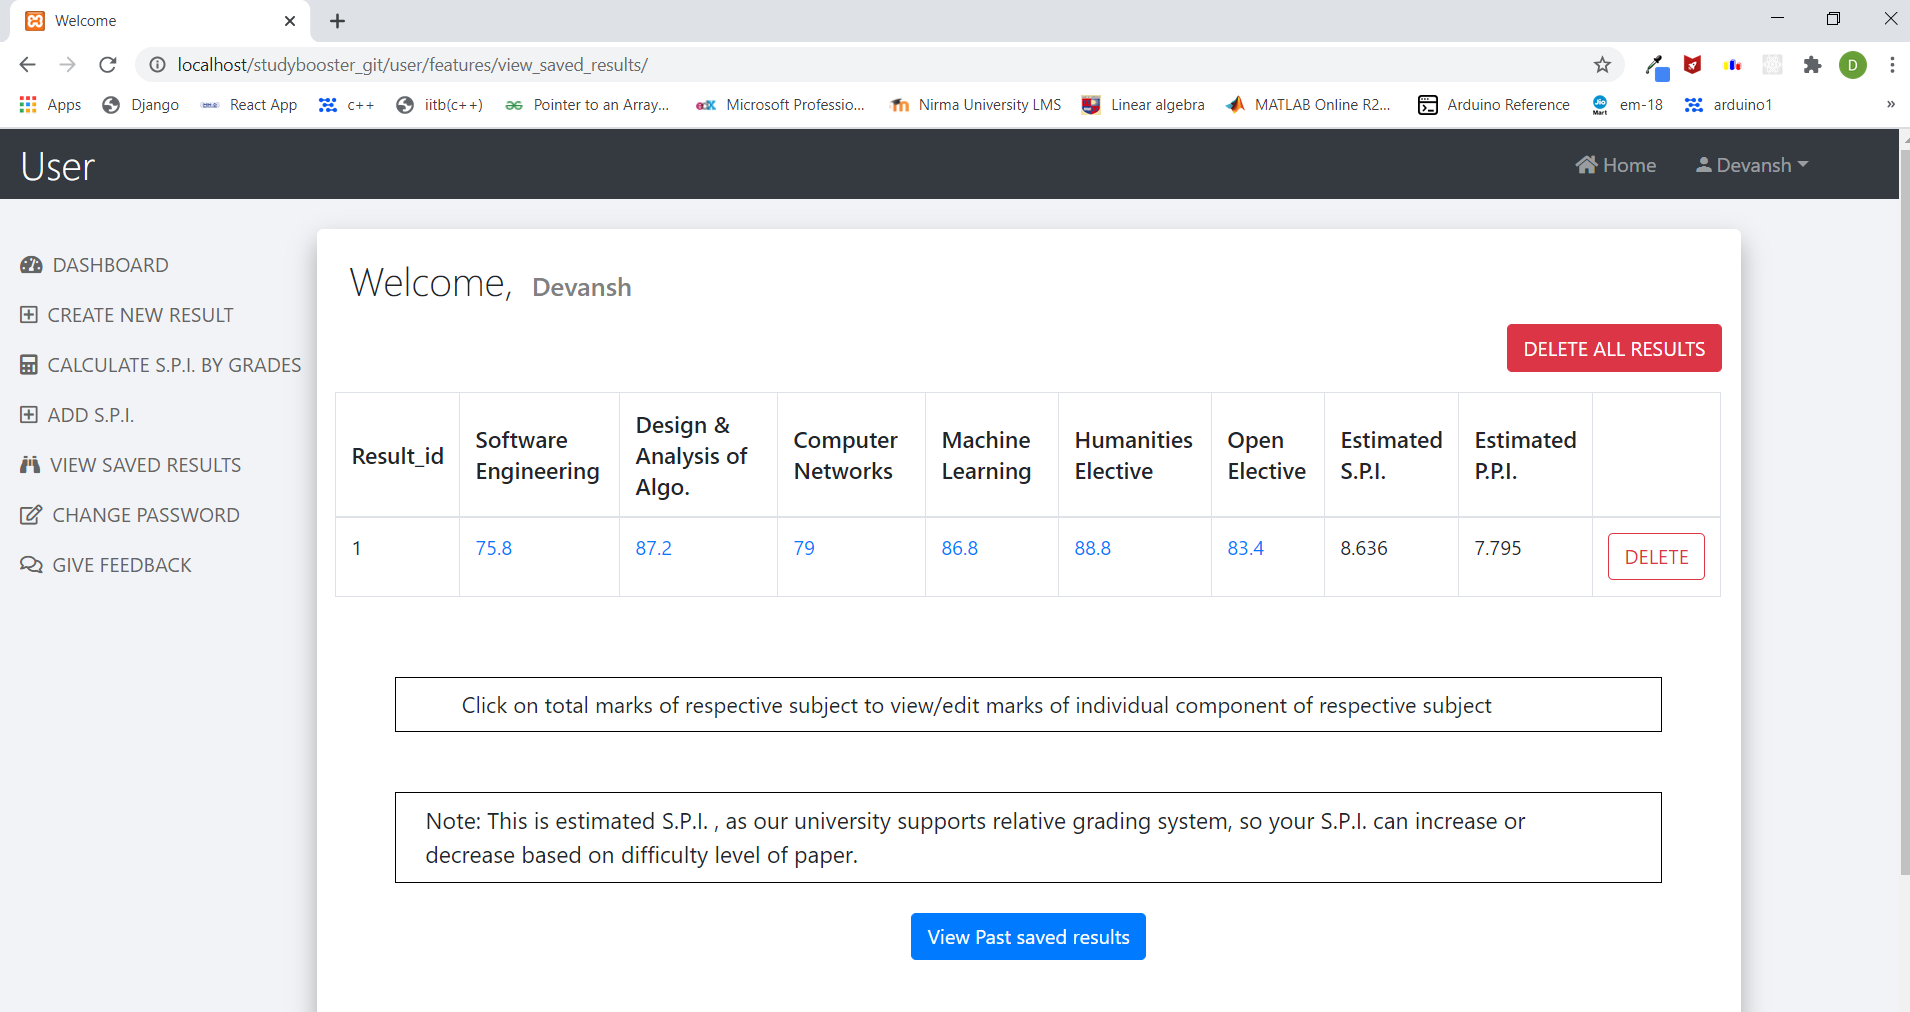 Welcome
localhost/studybooster_git/user/features/view_saved_results/
D
Apps Django React App c++ iitb(c++) Pointer to an Array... Microsoft Professio... Nirma University LMS Linear algebra MATLAB Online R2... Arduino Reference em-18 arduino1 »
User Home Devansh
DASHBOARD
CREATE NEW RESULT
CALCULATE S.P.I. BY GRADES
ADD S.P.I.
VIEW SAVED RESULTS
CHANGE PASSWORD
GIVE FEEDBACK
Welcome, Devansh
DELETE ALL RESULTS
Result_id
Software
Engineering
Design &
Analysis of
Algo.
Computer
Networks
Machine
Learning
Humanities
Elective
Open
Elective
Estimated
S.P.I.
Estimated
P.P.I.
1 75.8 87.2 79 86.8 88.8 83.4 8.636 7.795 DELETE
Click on total marks of respective subject to view/edit marks of individual component of respective subject
Note: This is estimated S.P.I. , as our university supports relative grading system, so your S.P.I. can increase or
decrease based on difficulty level of paper.
View Past saved results